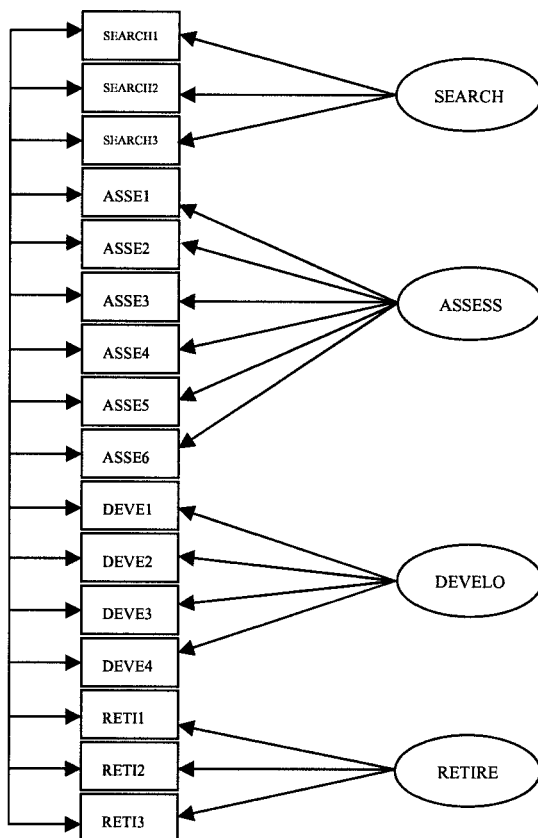 SEARCH1
SEARCH2
SEARCH3
ASSE1
ASSE2
ASSE3
ASSE4
ASSE5
ASSE6
DEVE1
DEVE2
DEVE3
DEVE4
RETI1
RETI2
RETI3
SEARCH
ASSESS
DEVELO
RETIRE